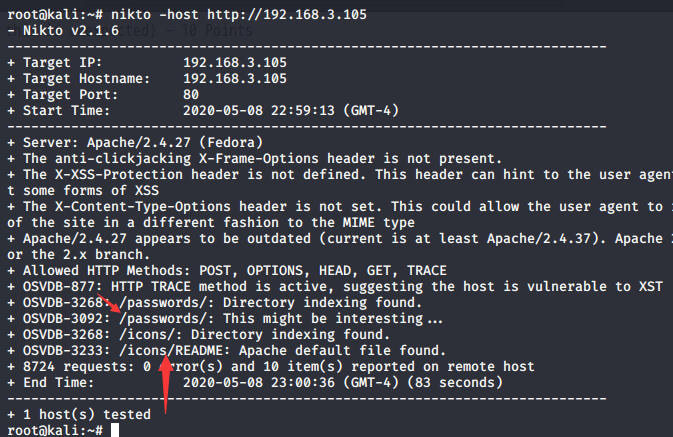 root@kali:~# nikto -host http://192.168.3.105
- Nikto v2.1.6
---------------------------------------------------------------------------
+ Target IP:          192.168.3.105
+ Target Hostname:    192.168.3.105
+ Target Port:        80
+ Start Time:         2020-05-08 22:59:13 (GMT-4)
---------------------------------------------------------------------------
+ Server: Apache/2.4.27 (Fedora)
+ The anti-clickjacking X-Frame-Options header is not present.
+ The X-XSS-Protection header is not defined. This header can hint to the user agen
t some forms of XSS
+ The X-Content-Type-Options header is not set. This could allow the user agent to
of the site in a different fashion to the MIME type
+ Apache/2.4.27 appears to be outdated (current is at least Apache/2.4.37). Apache
or the 2.x branch.
+ Allowed HTTP Methods: POST, OPTIONS, HEAD, GET, TRACE
+ OSVDB-877: HTTP TRACE method is active, suggesting the host is vulnerable to XST
+ OSVDB-3268: /passwords/: Directory indexing found.
+ OSVDB-3092: /passwords/: This might be interesting...
+ OSVDB-3268: /icons/: Directory indexing found.
+ OSVDB-3233: /icons/README: Apache default file found.
+ 8724 requests: 0 error(s) and 10 item(s) reported on remote host
+ End Time:           2020-05-08 23:00:36 (GMT-4) (83 seconds)
---------------------------------------------------------------------------
+ 1 host(s) tested
root@kali:~#